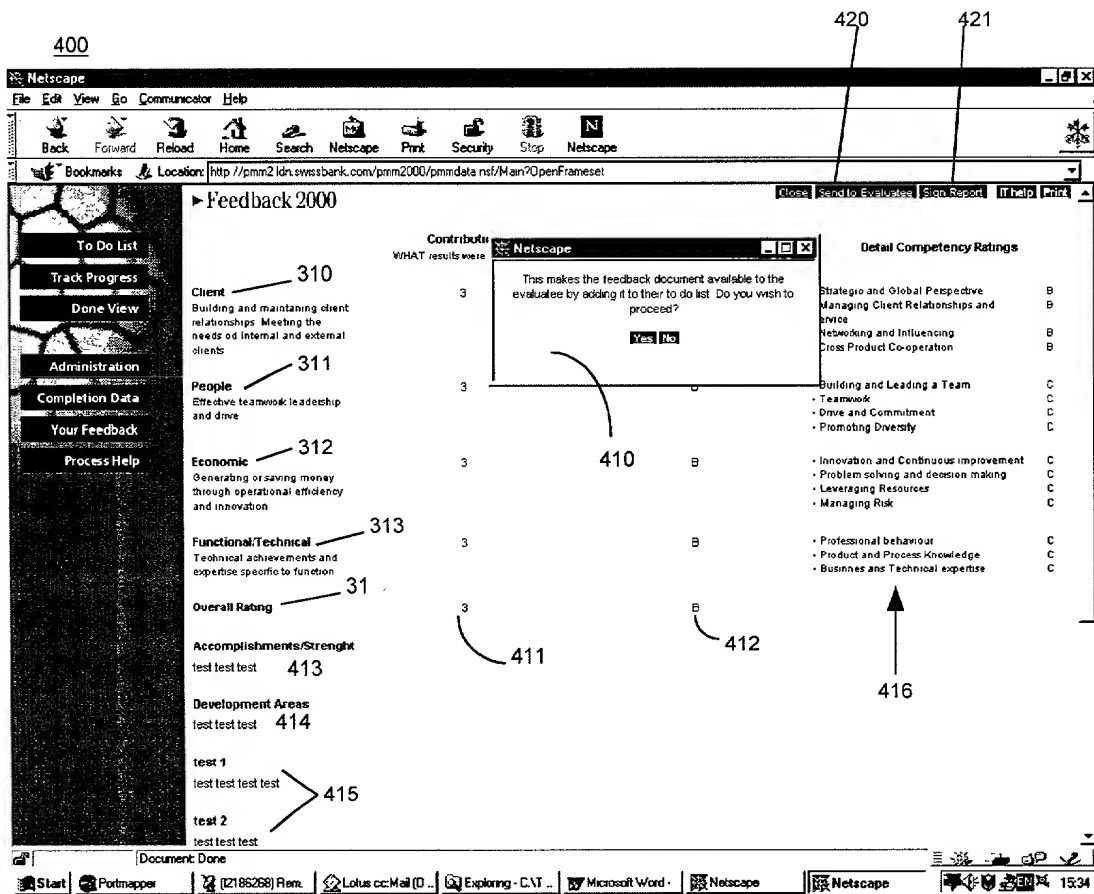 420 421
400
Netscape
File Edit View Go Communicator Help
Back Forward Reload Home Search Netscape Print Security Stop Netscape
Bookmarks Location: http //pmm2 ldn.swissbank.com/pmm2000/pmmdata nsf/Main?OpenFrameset
Feedback 2000
Close Send to Evaluatee Sign Report IT help Print
To Do List
Track Progress
Done View
Administration
Completion Data
Your Feedback
Process Help
Contributi
WHAT results were
Detail Competency Ratings
Netscape
This makes the feedback document available to the
evaluatee by adding it to their to do list Do you wish to
proceed?
Yes No
410
Client 310 3
Building and maintaining client
relationships Meeting the
needs od internal and external
clients
Strategic and Global Perspective B
Managing Client Relationships and
ervice B
Networking and Influencing B
Cross Product Co-operation B
People 311 3 B
Effective teamwork leadership
and drive
Building and Leading a Team C
• Teamwork C
• Drive and Commitment C
• Promoting Diversity C
Economic 312 3 B
Generating or saving money
through operational efficiency
and innovation
• Innovation and Continuous improvement C
• Problem solving and decision making C
• Leveraging Resources C
• Managing Risk C
Functional/Technical 313 3 B
Technical achievements and
expertise specific to function
• Professional behaviour C
• Product and Process Knowledge C
• Businnes ans Technical expertise C
Overall Rating 31 3 B
411 412
416
Accomplishments/Strenght
test test test 413
Development Areas
test test test 414
test 1
test test test test
415
test 2
test test test
Document: Done
Start Portmapper (12186268) Rem. Lotus cc:Mail (D .. Exploring - C.\T .. Microsoft Word - Netscape Netscape EN 15:34